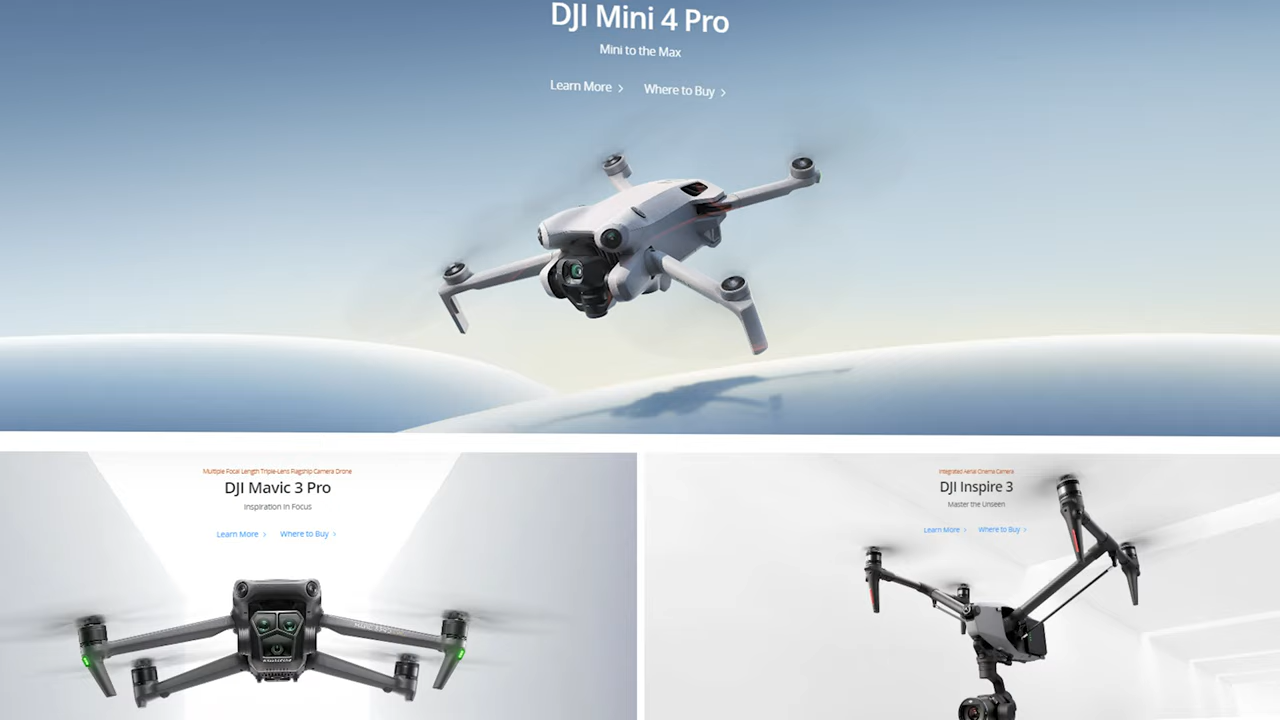 DJI Mini 4 Pro
Mini to the Max
Learn More > Where to Buy >
Multiple Focal Length Triple-Lens Flagship Camera Drone
DJI Mavic 3 Pro
Inspiration in Focus
Learn More > Where to Buy >
Integrated Aerial Cinema Camera
DJI Inspire 3
Master the Unseen
Learn More > Where to Buy >